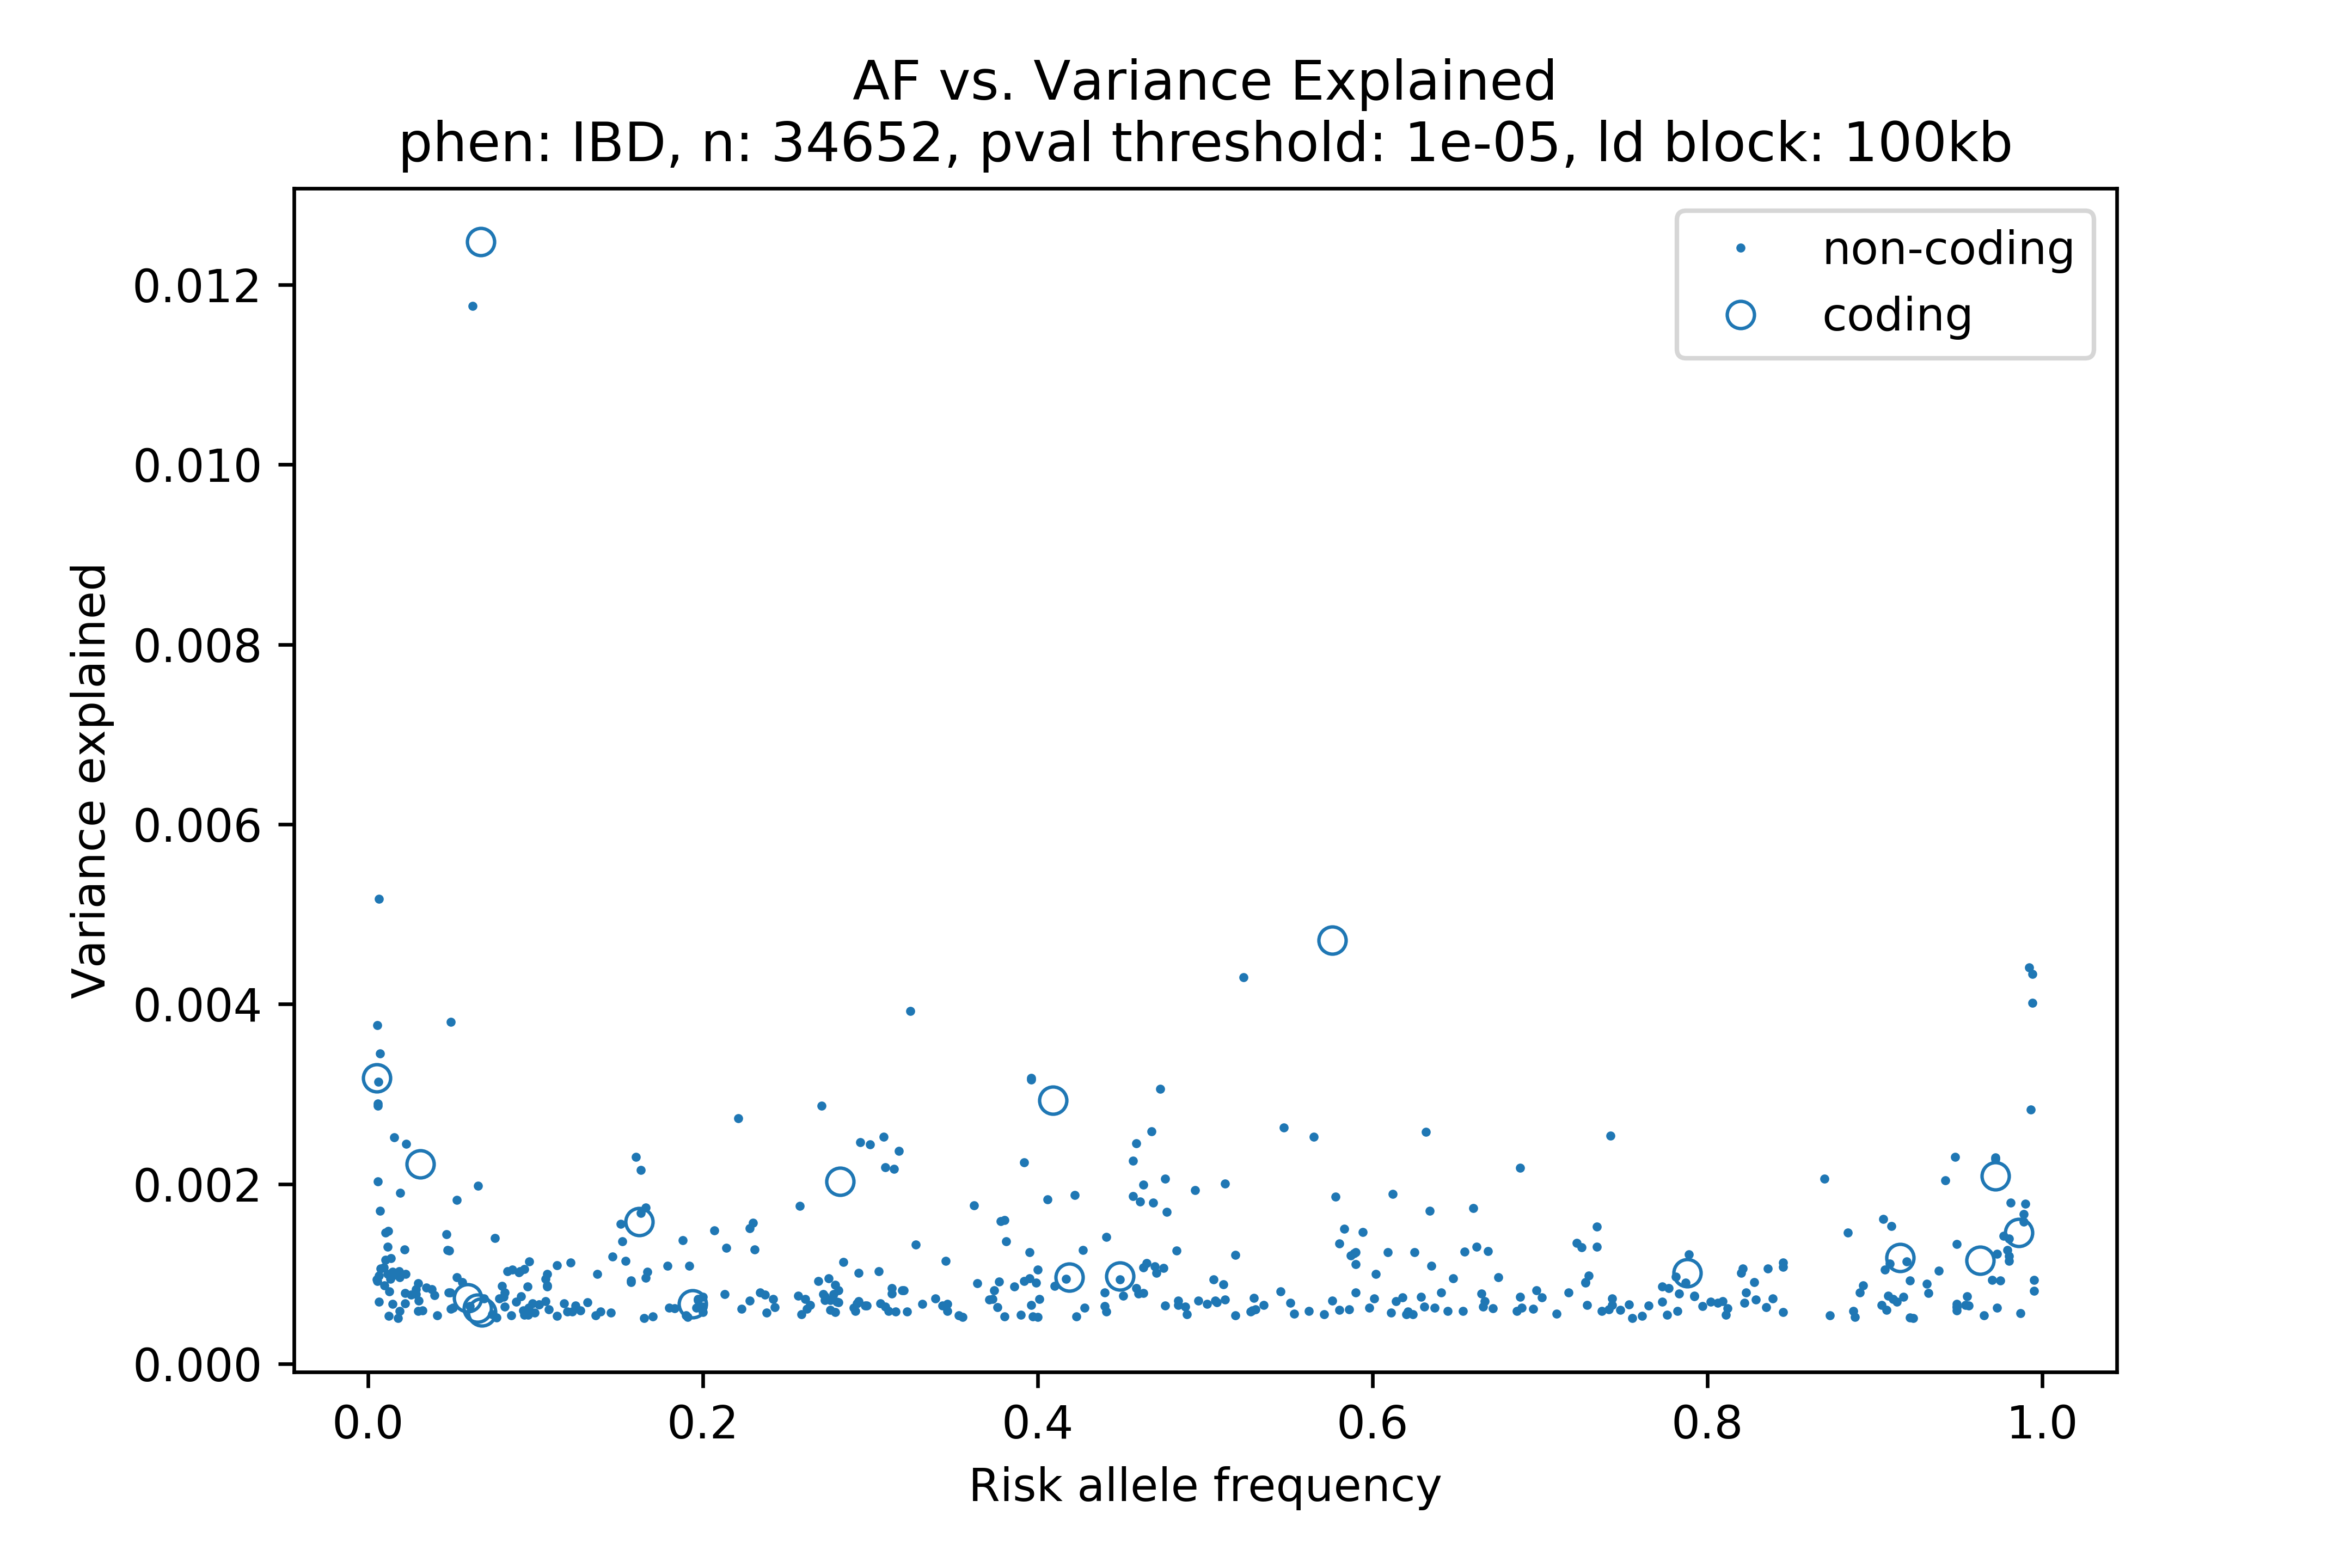 AF vs. Variance Explained
phen: IBD, n: 34652, pval threshold: 1e-05, ld block: 100kb
non-coding
coding
0.012
0.010
0.008
0.006
0.004
0.002
0.000
Variance explained
0.0 0.2 0.4 0.6 0.8 1.0
Risk allele frequency